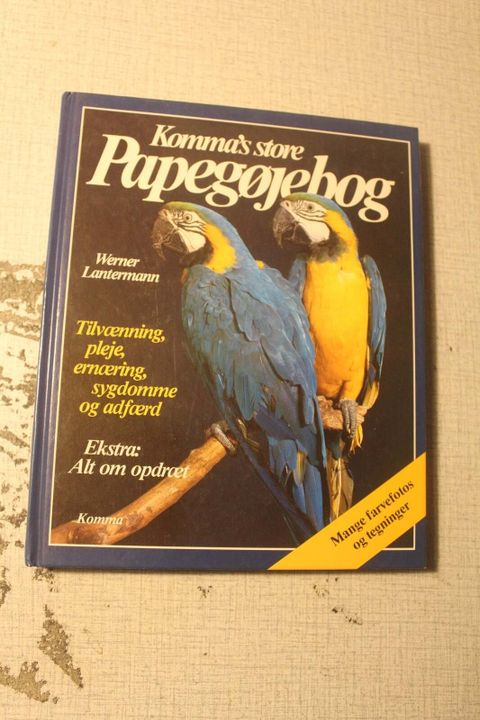 Komma's store
Papegøjebog
Werner
Lantermann
Tilvænning,
pleje,
ernæring,
sygdomme
og adfærd
Ekstra:
Alt om opdræt
Komma
Mange farvefotos
og tegninger